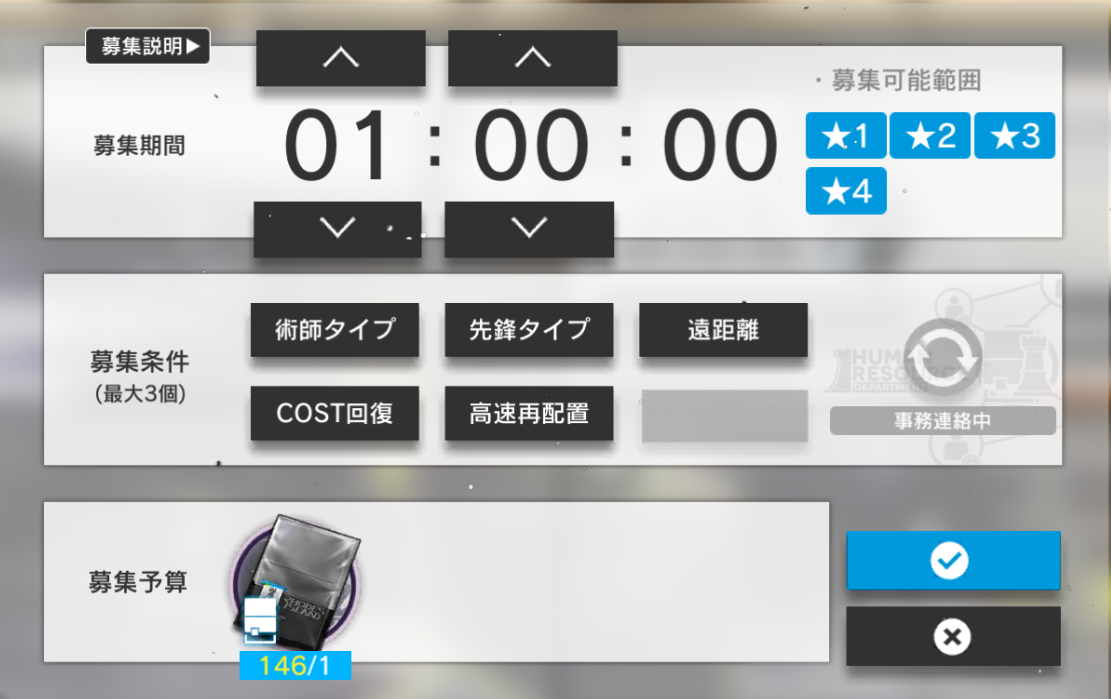 募集説明▶
・募集可能範囲
募集期間
01:00:00
★1 ★2 ★3
★4
術師タイプ 先鋒タイプ 遠距離
募集条件
(最大3個)
HUMAN
RESOURCE
DEPARTMENT
COST回復 高速再配置
事務連絡中
募集予算
RHODES
ISLAND
146/1